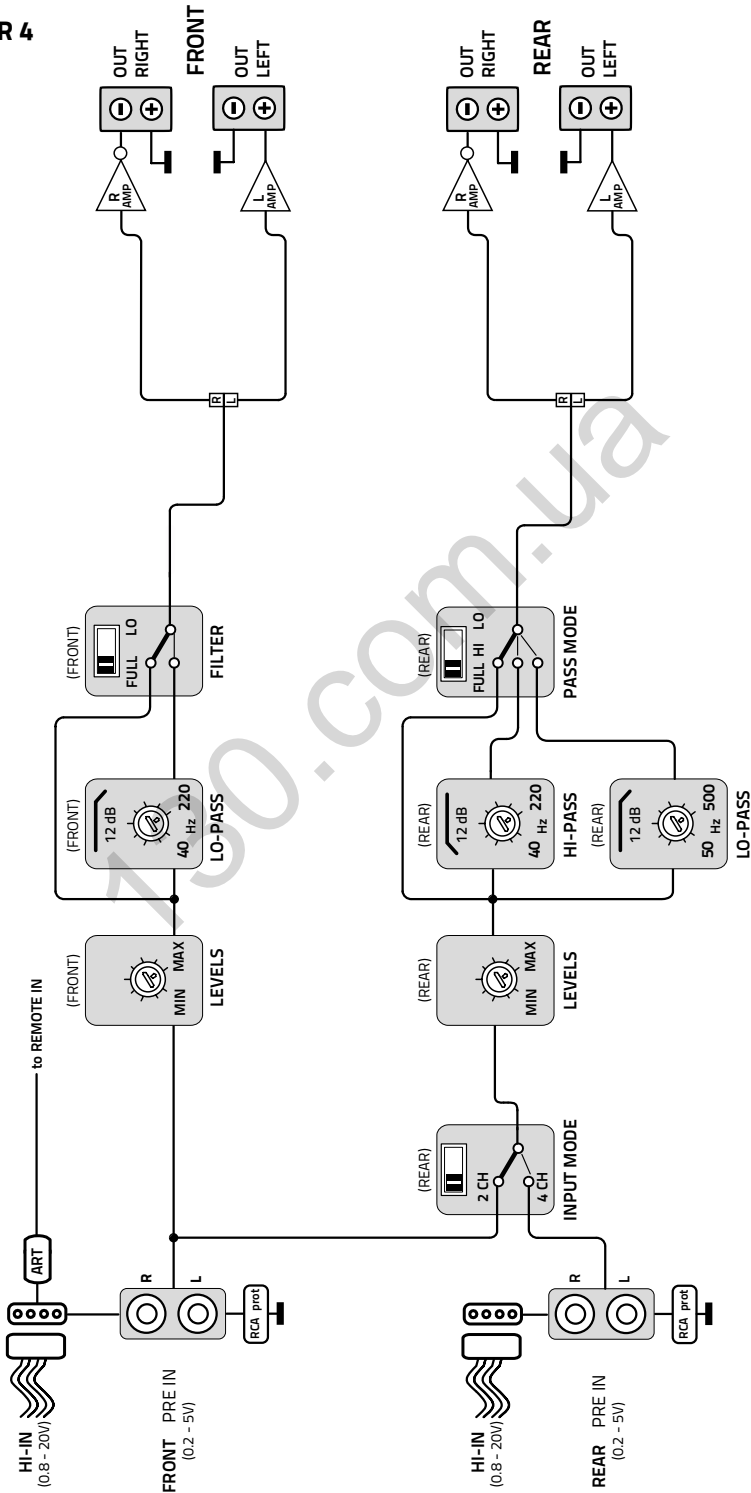 R 4
OUT
RIGHT
FRONT
OUT
LEFT
R
AMP
L
AMP
R
L
(FRONT)
FULL LO
FILTER
(FRONT)
12 dB
40 Hz 220
LO-PASS
(FRONT)
MIN MAX
LEVELS
to REMOTE IN
ART
HI-IN
(0.8 - 20V)
R
L
RCA prot
FRONT PRE IN
(0.2 - 5V)
OUT
RIGHT
REAR
OUT
LEFT
R
AMP
L
AMP
R
L
(REAR)
FULL HI LO
PASS MODE
(REAR)
12 dB
40 Hz 220
HI-PASS
(REAR)
12 dB
50 Hz 500
LO-PASS
(REAR)
MIN MAX
LEVELS
(REAR)
2 CH
4 CH
INPUT MODE
HI-IN
(0.8 - 20V)
R
L
RCA prot
REAR PRE IN
(0.2 - 5V)
130.com.ua